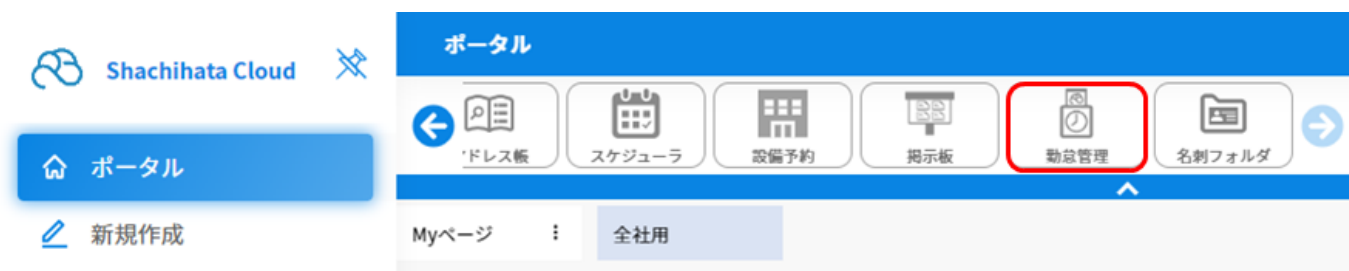 Shachihata Cloud
ポータル
新規作成
ポータル
ドレス帳
スケジューラ
設備予約
掲示板
勤怠管理
名刺フォルダ
Myページ
全社用